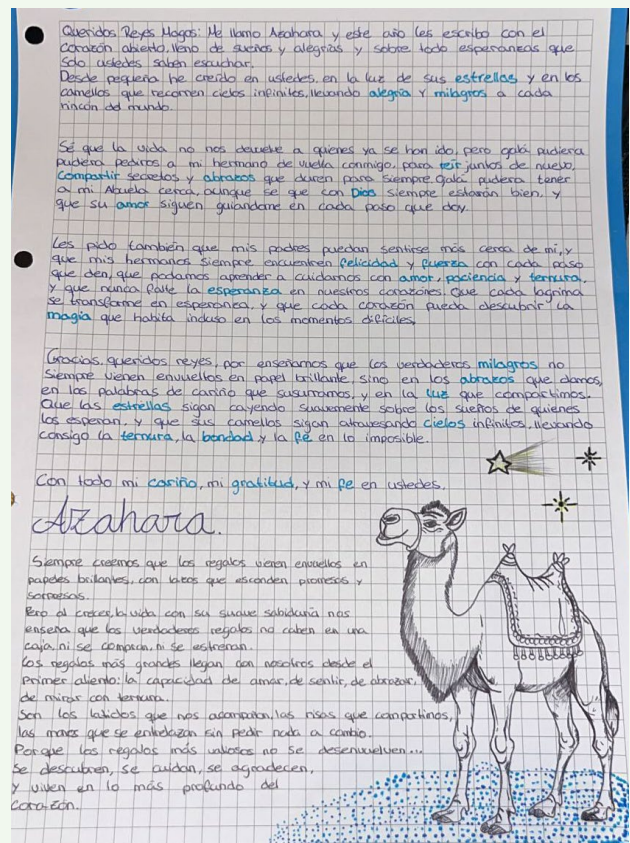 Queridos Reyes Magos: Me llamo Azahara y este año les escribo con el
corazón abierto, lleno de sueños y alegrias y sobre todo esperanzas que
solo ustedes saben escuchar.
Desde pequeña he creido en ustedes, en la luz de sus estrellas y en los
camellos que recorren cielos infinitos, llevando alegria y milagros a cada
rincón del mundo.
Sé que la vida no nos devuelve a quienes ya se han ido, pero ojalá pudiera
pudiera pediros a mi hermano de vuelta conmigo, para reir juntos de nuevo,
compartir secretos y abrazos que duren para siempre. Ojalá pudiera tener
a mi Abuela cerca, aunque se que con Dios siempre estarán bien, y
que su amor siguen guiandome en cada paso que doy.
Les pido también que mis padres puedan sentirse más cerca de mi, y
que mis hermanos siempre encuentren felicidad y fuerza con cada paso
que den, que podamos aprender a cuidarnos con amor, paciencia y ternura,
y que nunca falte la esperanza en nuestros corazones. Que cada lagrima
se transforme en esperanza, y que cada corazón pueda descubrir la
magia que habita incluso en los momentos dificiles.
Gracias, queridos reyes, por enseñarnos que los verdaderos milagros no
siempre vienen envueltos en papel brillante, sino en los abrazos que damos,
en las palabras de cariño que susurramos, y en la luz que compartimos.
Que las estrellas sigan cayendo suavemente sobre los sueños de quienes
los esperan, y que sus camellos sigan atravesando cielos infinitos, llevando
consigo la ternura, la bondad y la fé en lo imposible.
Con todo mi cariño, mi gratitud, y mi fe en ustedes.
Azahara.
Siempre creemos que los regalos vienen envueltos en
papeles brillantes, con lazos que esconden promesas y
sorpresas.
Pero al crecer, la vida con su suave sabiduria nos
enseña que los verdaderos regalos no caben en una
caja, ni se compran, ni se estrenan.
Los regalos más grandes llegan con nosotros desde el
primer aliento: la capacidad de amar, de sentir, de abrazar,
de mirar con ternura.
Son los latidos que nos acompañan, las risas que compartimos,
las manos que se entrelazan sin pedir nada a cambio.
Porque los regalos más valiosos no se desenvuelven...
se descubren, se cuidan, se agradecen,
y viven en lo más profundo del
corazón.